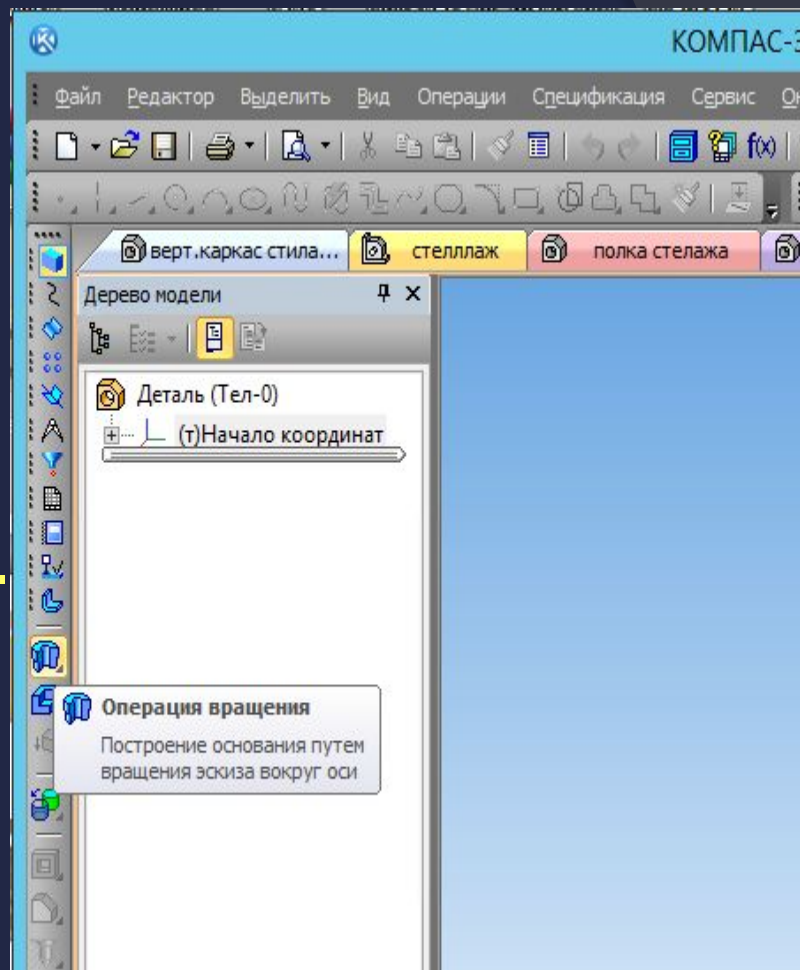 КОМПАС-3
Файл Редактор Выделить Вид Операции Спецификация Сервис
f(x)
верт.каркас стила... стелллаж полка стелажа
Дерево модели
Деталь (Тел-0)
(т)Начало координат
Операция вращения
Построение основания путем
вращения эскиза вокруг оси